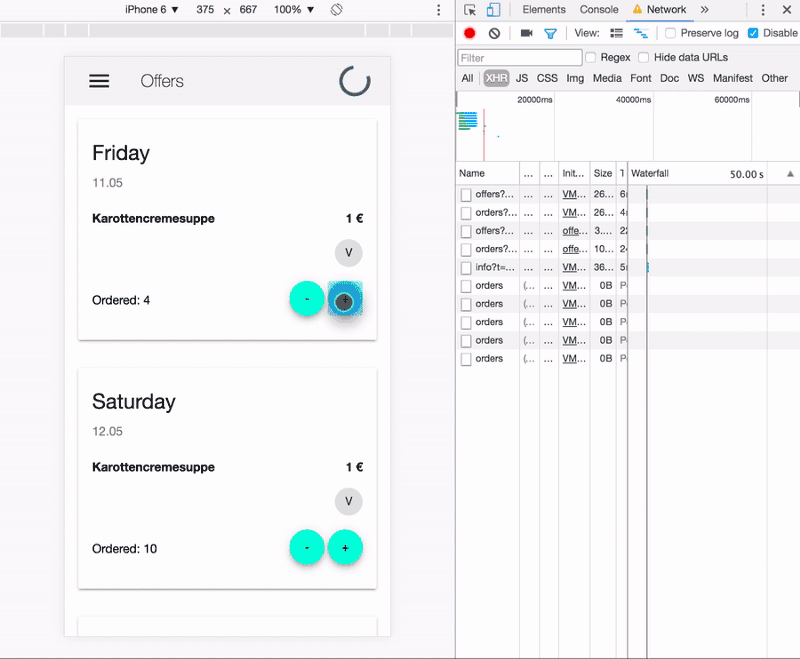 iPhone 6 ▼ 375 × 667 100% ▼
Offers
Friday
11.05
Karottencremesuppe 1 €
V
Ordered: 4 - +
Saturday
12.05
Karottencremesuppe 1 €
V
Ordered: 10 - +
Elements Console Network »
View: Preserve log Disable
Filter Regex Hide data URLs
All XHR JS CSS Img Media Font Doc WS Manifest Other
20000ms 40000ms 60000ms
Name ... ... Init... Size T Waterfall 50.00 s
offers?... ... ... VM... 26... 6
orders?... ... ... VM... 26... 4
offers?... ... ... offe... 3.... 22
orders?... ... ... offe... 10... 24
info?t=... ... ... VM... 36... 5
orders (... ... VM... 0B P
orders (... ... VM... 0B P
orders (... ... VM... 0B P
orders (... ... VM... 0B P
orders (... ... VM... 0B P